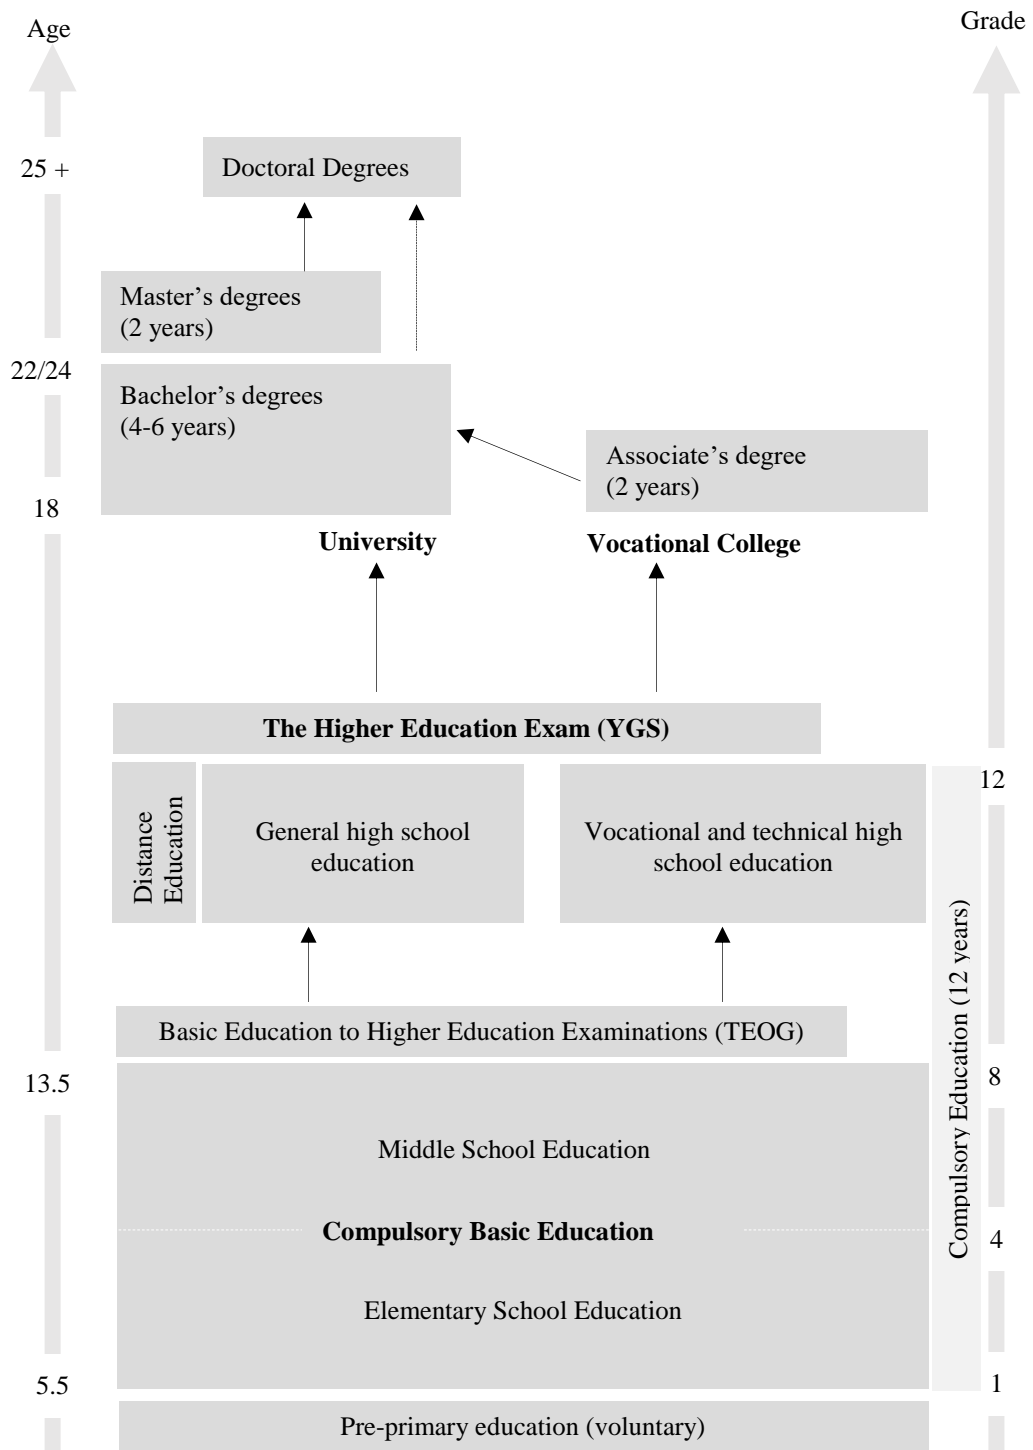 Age
Grade
25 +
Doctoral Degrees
Master’s degrees
(2 years)
22/24
Bachelor’s degrees
(4-6 years)
Associate’s degree
(2 years)
18
University
Vocational College
The Higher Education Exam (YGS)
12
Distance
Education
General high school
education
Vocational and technical high
school education
Compulsory Education (12 years)
Basic Education to Higher Education Examinations (TEOG)
13.5
8
Middle School Education
Compulsory Basic Education
4
Elementary School Education
5.5
1
Pre-primary education (voluntary)